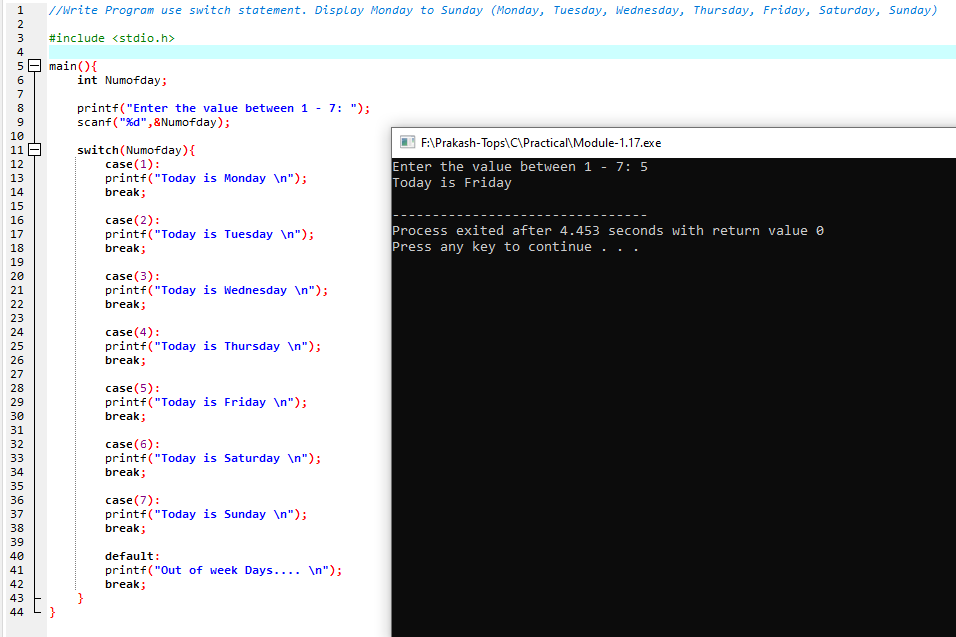 1 //Write Program use switch statement. Display Monday to Sunday (Monday, Tuesday, Wednesday, Thursday, Friday, Saturday, Sunday)
2
3 #include <stdio.h>
4
5 main(){
6 int Numofday;
7
8 printf("Enter the value between 1 - 7: ");
9 scanf("%d",&Numofday);
10
11 switch(Numofday){
12 case(1):
13 printf("Today is Monday \n");
14 break;
15
16 case(2):
17 printf("Today is Tuesday \n");
18 break;
19
20 case(3):
21 printf("Today is Wednesday \n");
22 break;
23
24 case(4):
25 printf("Today is Thursday \n");
26 break;
27
28 case(5):
29 printf("Today is Friday \n");
30 break;
31
32 case(6):
33 printf("Today is Saturday \n");
34 break;
35
36 case(7):
37 printf("Today is Sunday \n");
38 break;
39
40 default:
41 printf("Out of week Days.... \n");
42 break;
43 }
44 }
F:\Prakash-Tops\C\Practical\Module-1.17.exe
Enter the value between 1 - 7: 5
Today is Friday
--------------------------------
Process exited after 4.453 seconds with return value 0
Press any key to continue . . .